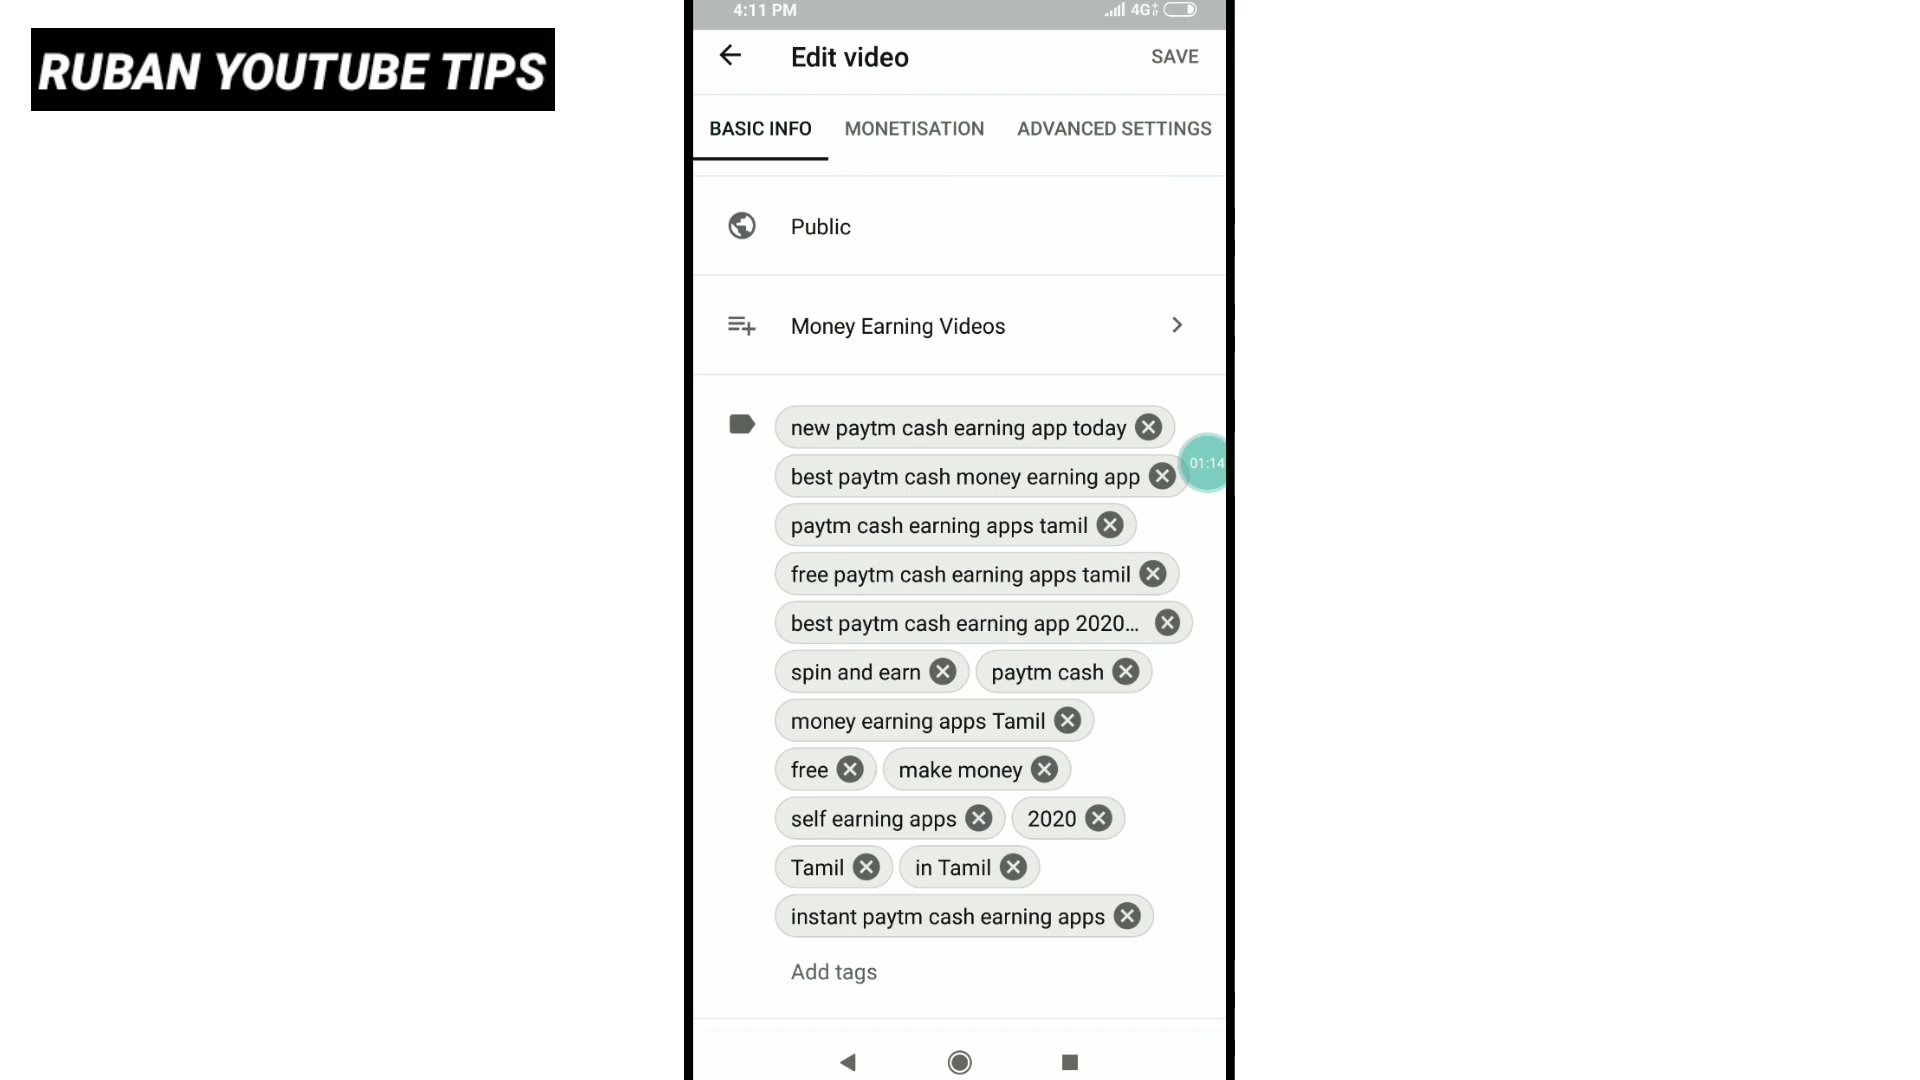 4:11 PM 4G+
RUBAN YOUTUBE TIPS
Edit video SAVE
BASIC INFO MONETISATION ADVANCED SETTINGS
Public
Money Earning Videos
new paytm cash earning app today
01:14
best paytm cash money earning app
paytm cash earning apps tamil
free paytm cash earning apps tamil
best paytm cash earning app 2020...
spin and earn paytm cash
money earning apps Tamil
free make money
self earning apps 2020
Tamil in Tamil
instant paytm cash earning apps
Add tags